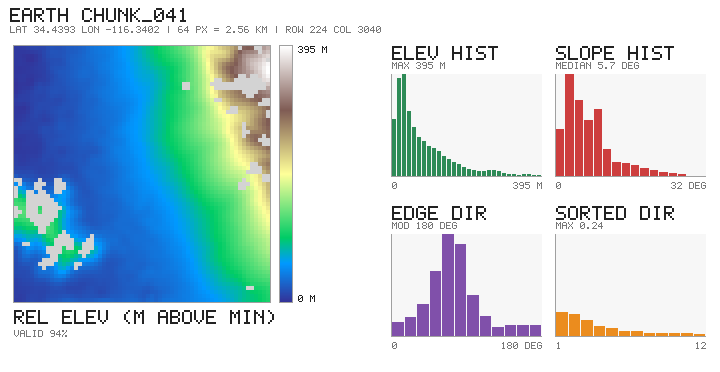 EARTH CHUNK_041
LAT 34.4393 LON -116.3402 | 64 PX = 2.56 KM | ROW 224 COL 3040
395 M
0 M
REL ELEV (M ABOVE MIN)
VALID 94%
ELEV HIST
MAX 395 M
0 395 M
SLOPE HIST
MEDIAN 5.7 DEG
0 32 DEG
EDGE DIR
MOD 180 DEG
0 180 DEG
SORTED DIR
MAX 0.24
1 12